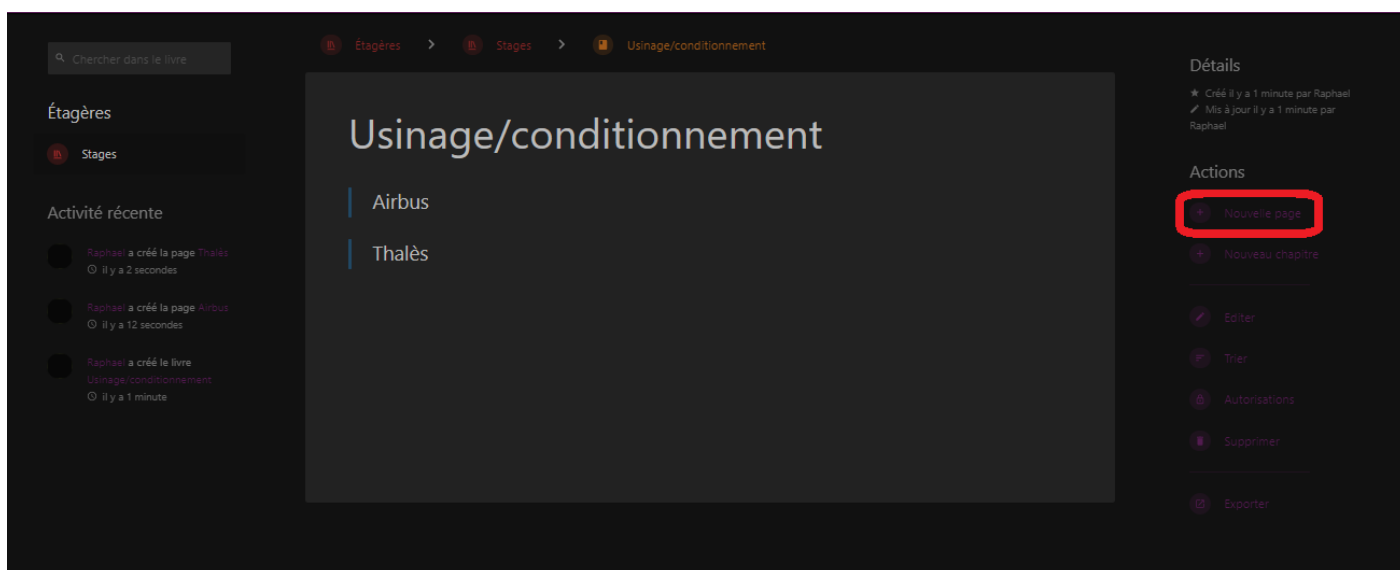 Chercher dans le livre
Étagères
Stages
Activité récente
Raphael a créé la page Thalès
il y a 2 secondes
Raphael a créé la page Airbus
il y a 12 secondes
Raphael a créé le livre
Usinage/conditionnement
il y a 1 minute
Étagères > Stages > Usinage/conditionnement
Usinage/conditionnement
Airbus
Thalès
Détails
Créé il y a 1 minute par Raphael
Mis à jour il y a 1 minute par
Raphael
Actions
Nouvelle page
Nouveau chapitre
Editer
Trier
Autorisations
Supprimer
Exporter